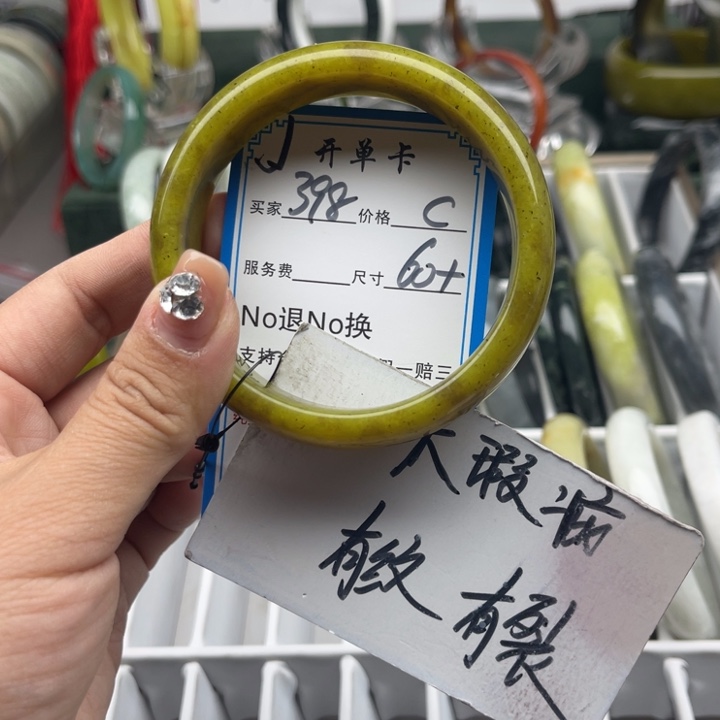 开单卡
买家 398 价格 C
服务费 尺寸 60+
No退No换
支持
一赔三
大瑕疵
有纹 有裂